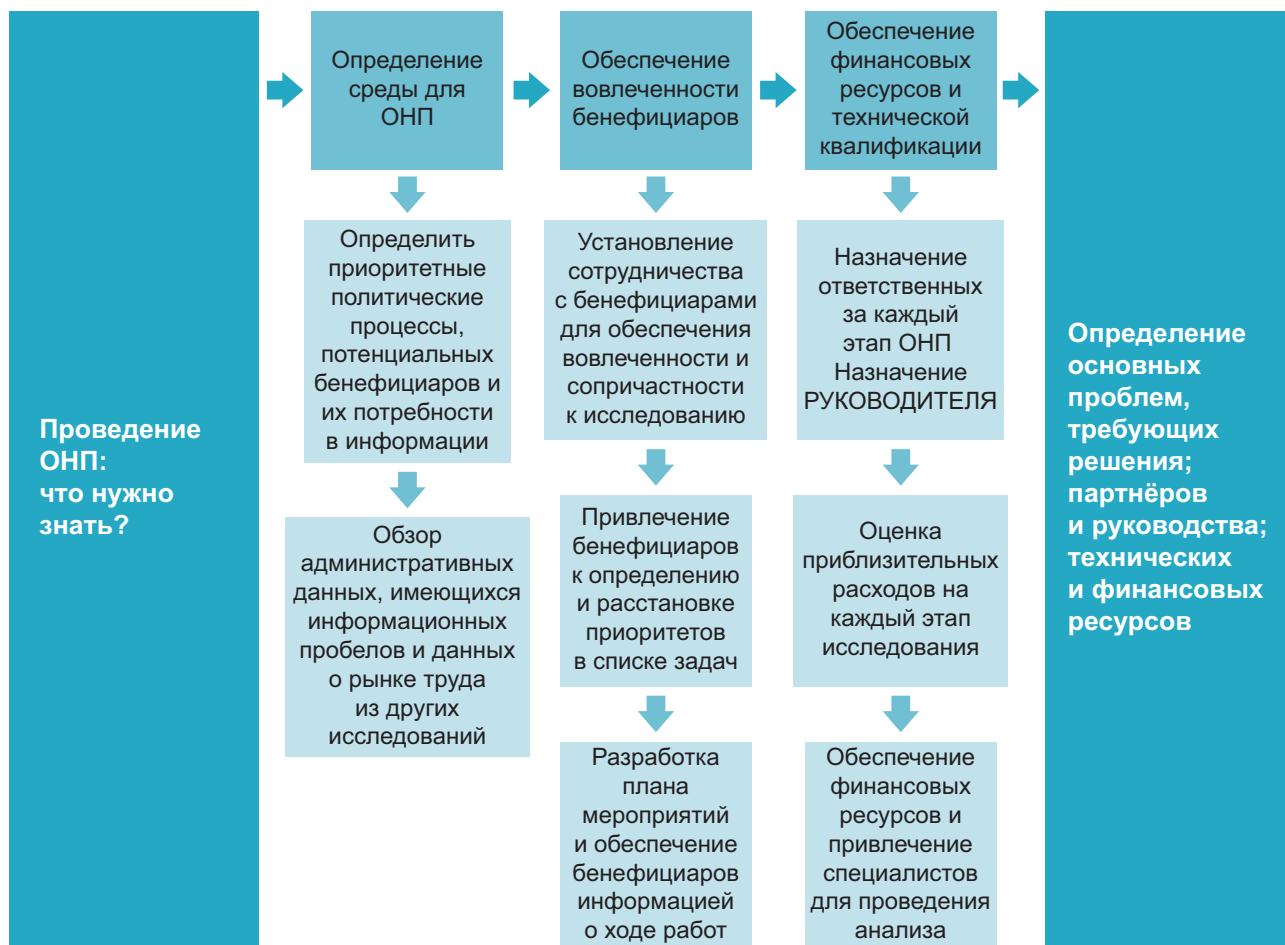 Проведение
ОНП:
что нужно
знать?
Определение
среды для
ОНП
Определить
приоритетные
политические
процессы,
потенциальных
бенефициаров и
их потребности
в информации
Обзор
административных
данных, имеющихся
информационных
пробелов и данных
о рынке труда
из других
исследований
Обеспечение
вовлеченности
бенефициаров
Установление
сотрудничества
с бенефициарами
для обеспечения
вовлеченности и
сопричастности
к исследованию
Привлечение
бенефициаров
к определению
и расстановке
приоритетов
в списке задач
Разработка
плана
мероприятий
и обеспечение
бенефициаров
информацией
о ходе работ
Обеспечение
финансовых
ресурсов и
технической
квалификации
Назначение
ответственных
за каждый
этап ОНП
Назначение
РУКОВОДИТЕЛЯ
Оценка
приблизительных
расходов на
каждый этап
исследования
Обеспечение
финансовых
ресурсов и
привлечение
специалистов
для проведения
анализа
Определение
основных
проблем,
требующих
решения;
партнёров
и руководства;
технических
и финансовых
ресурсов